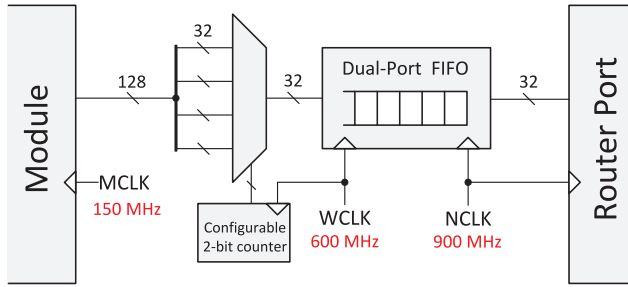 Module
128
MCLK
150 MHz
32
32
Configurable
2-bit counter
Dual-Port FIFO
WCLK
600 MHz
NCLK
900 MHz
32
Router Port